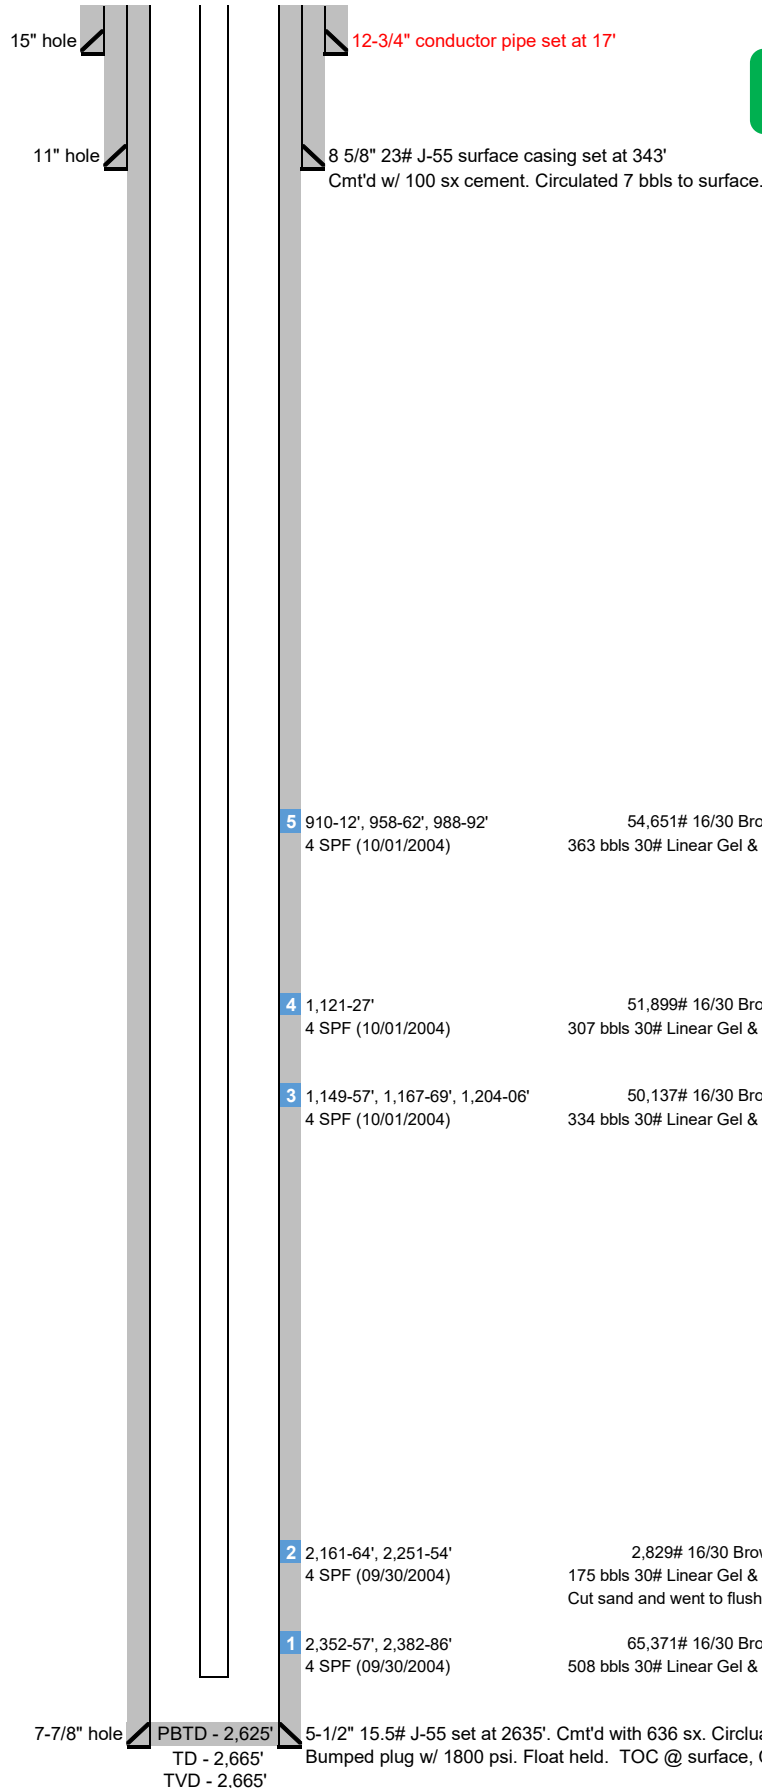 15" hole
12-3/4" conductor pipe set at 17'
11" hole
8 5/8" 23# J-55 surface casing set at 343'
Cmt'd w/ 100 sx cement. Circulated 7 bbls to surface.
5 910-12', 958-62', 988-92' 54,651# 16/30 Bro
4 SPF (10/01/2004) 363 bbls 30# Linear Gel &
4 1,121-27' 51,899# 16/30 Bro
4 SPF (10/01/2004) 307 bbls 30# Linear Gel &
3 1,149-57', 1,167-69', 1,204-06' 50,137# 16/30 Bro
4 SPF (10/01/2004) 334 bbls 30# Linear Gel &
2 2,161-64', 2,251-54' 2,829# 16/30 Brow
4 SPF (09/30/2004) 175 bbls 30# Linear Gel &
Cut sand and went to flush
1 2,352-57', 2,382-86' 65,371# 16/30 Bro
4 SPF (09/30/2004) 508 bbls 30# Linear Gel &
7-7/8" hole PBTD - 2,625' 5-1/2" 15.5# J-55 set at 2635'. Cmt'd with 636 sx. Circlua
TD - 2,665' Bumped plug w/ 1800 psi. Float held. TOC @ surface,
TVD - 2,665'